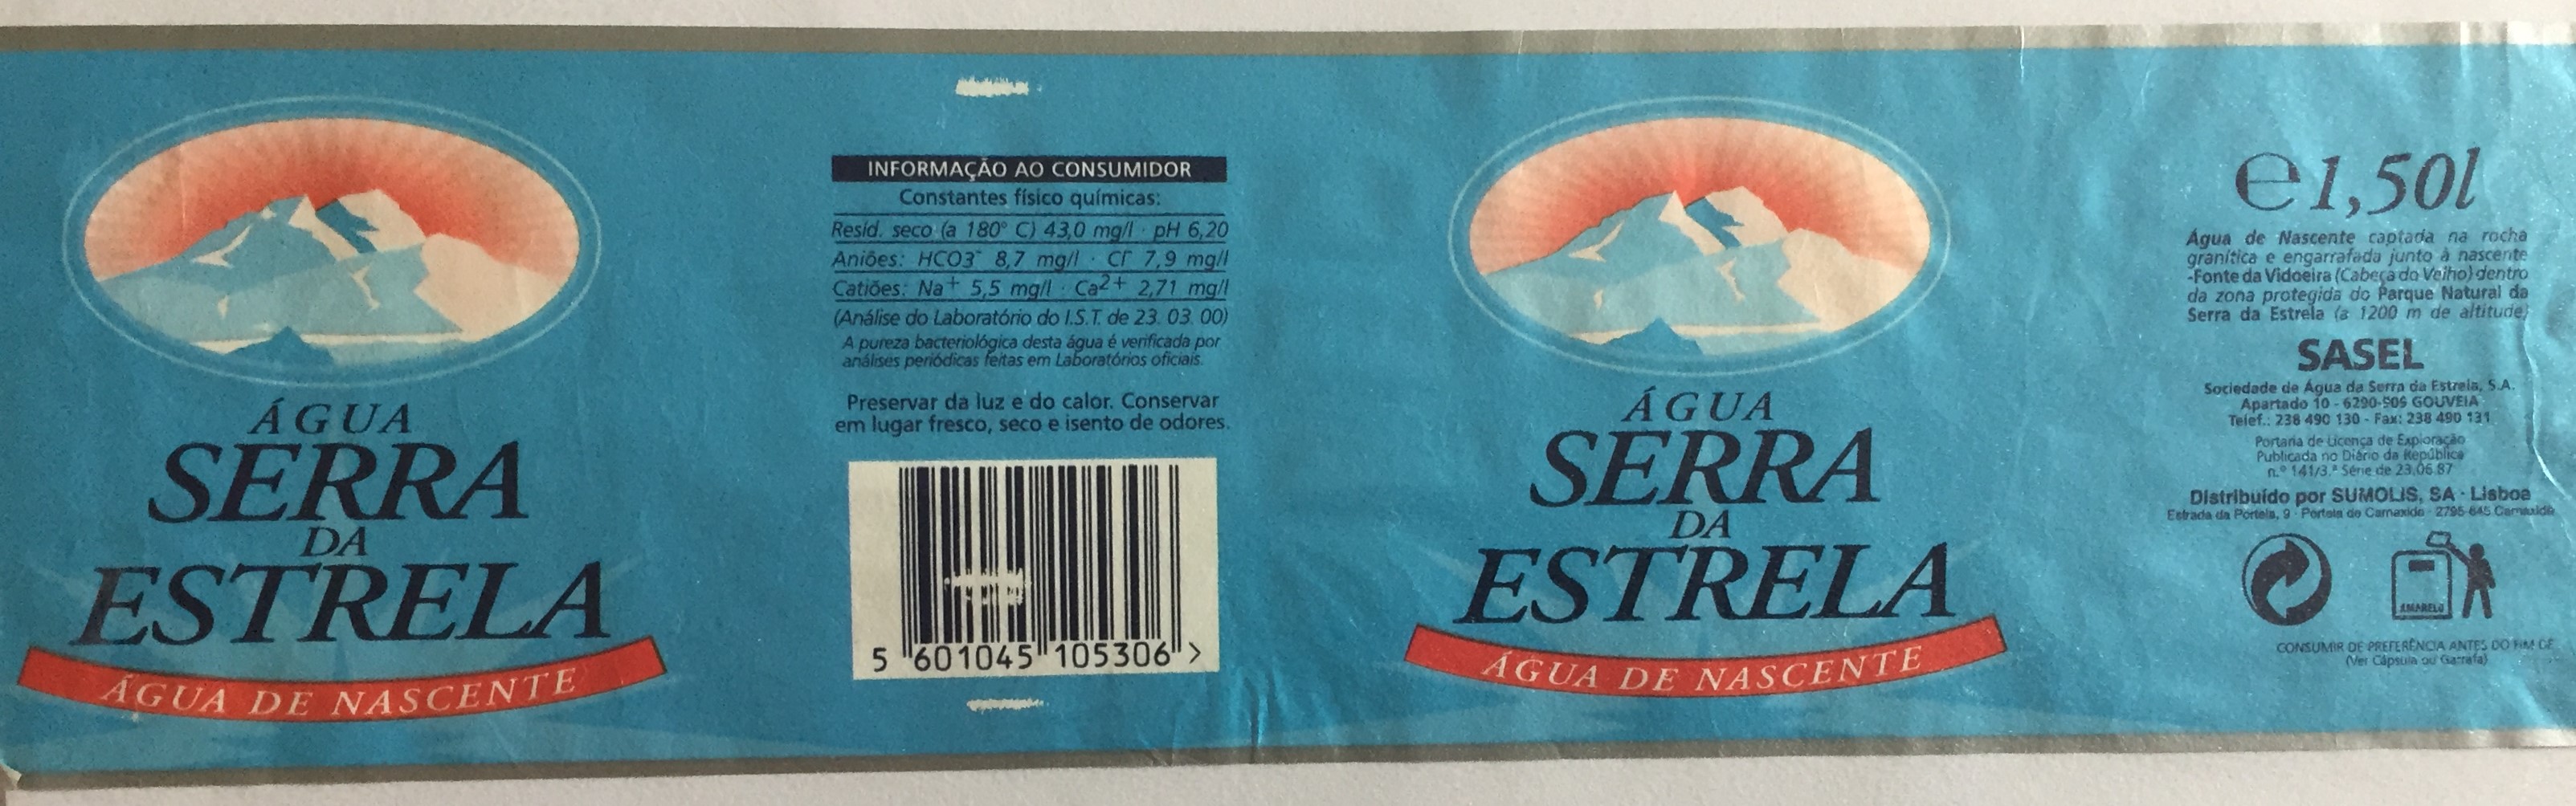 ÁGUA
SERRA
DA
ESTRELA
ÁGUA DE NASCENTE
INFORMAÇÃO AO CONSUMIDOR
Constantes físico químicas:
Resíd. seco (a 180° C) 43,0 mg/l · pH 6,20
Aniões: HCO3⁻ 8,7 mg/l · Cl⁻ 7,9 mg/l
Catiões: Na⁺ 5,5 mg/l · Ca²⁺ 2,71 mg/l
(Análise do Laboratório do I.S.T. de 23. 03. 00)
A pureza bacteriológica desta água é verificada por
análises periódicas feitas em Laboratórios oficiais.
Preservar da luz e do calor. Conservar
em lugar fresco, seco e isento de odores.
5 601045 105306 >
ÁGUA
SERRA
DA
ESTRELA
ÁGUA DE NASCENTE
℮ 1,50l
Água de Nascente captada na rocha
granítica e engarrafada junto à nascente
-Fonte da Vidoeira (Cabeça do Velho) dentro
da zona protegida do Parque Natural da
Serra da Estrela (a 1200 m de altitude)
SASEL
Sociedade de Água da Serra da Estrela, S.A.
Apartado 10 - 6290-909 GOUVEIA
Telef.: 238 490 130 - Fax: 238 490 131
Portaria de Licença de Exploração
Publicada no Diário da República
n.º 141/3.ª Série de 23.06.87
Distribuído por SUMOLIS, SA · Lisboa
Estrada da Portela, 9 · Portela de Carnaxide · 2795-645 Carnaxide
AMARELO
CONSUMIR DE PREFERÊNCIA ANTES DO FIM DE
(Ver Cápsula ou Garrafa)